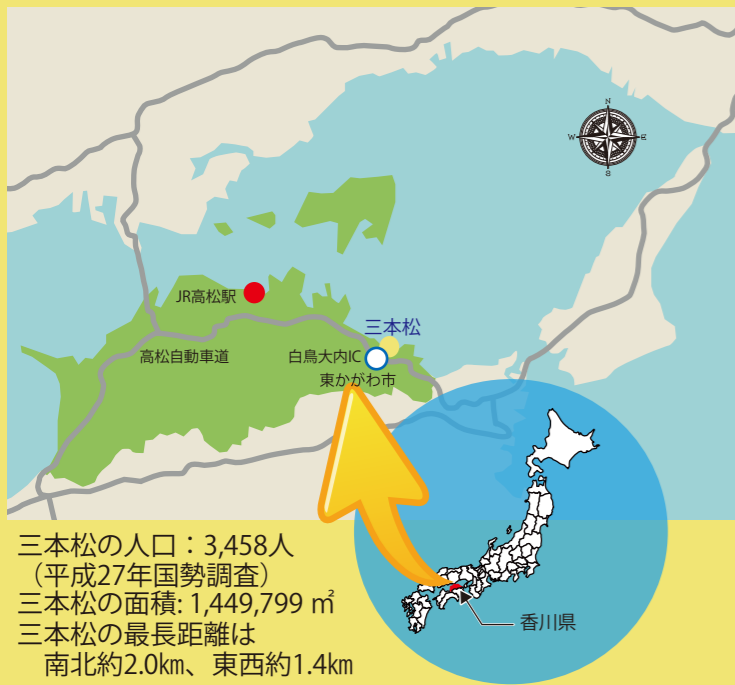 N
W
E
S
JR高松駅
三本松
高松自動車道
白鳥大内IC
東かがわ市
香川県
三本松の人口：3,458人
（平成27年国勢調査）
三本松の面積: 1,449,799 ㎡
三本松の最長距離は
南北約2.0㎞、東西約1.4㎞